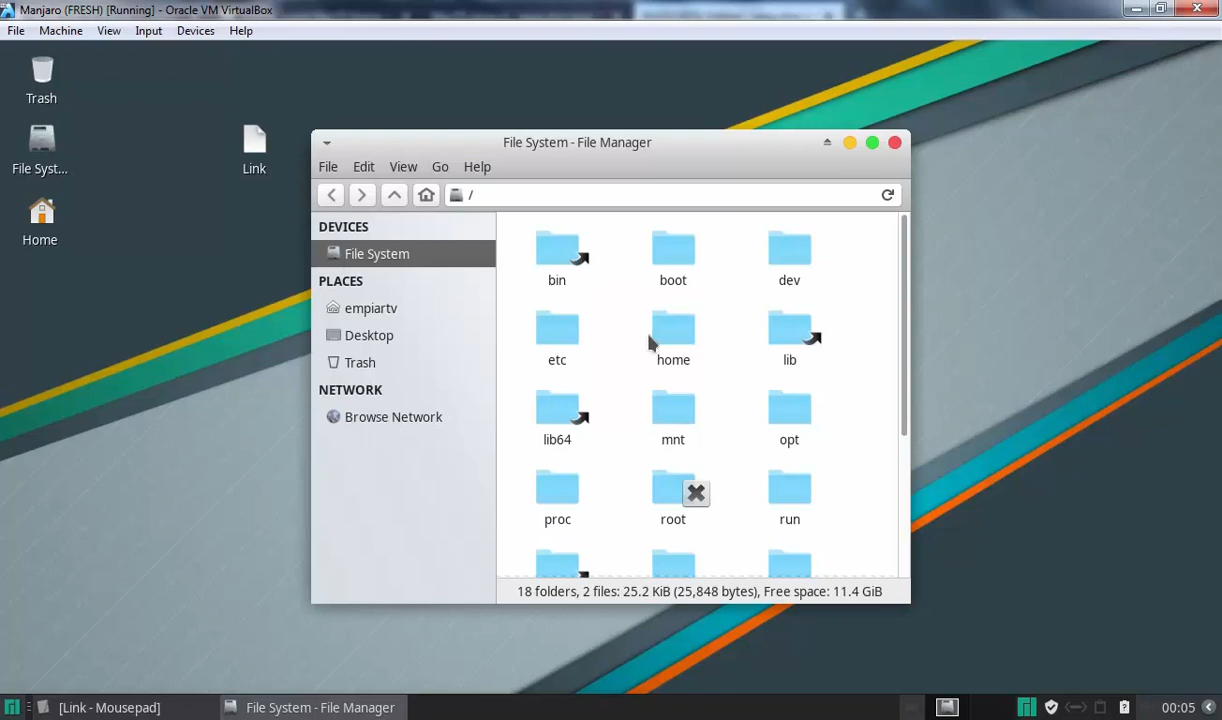 Manjaro (FRESH) [Running] - Oracle VM VirtualBox
File Machine View Input Devices Help
Trash
File Syst...
Home
Link
File System - File Manager
File Edit View Go Help
/
DEVICES
File System
PLACES
empiartv
Desktop
Trash
NETWORK
Browse Network
bin boot dev
etc home lib
lib64 mnt opt
proc root run
18 folders, 2 files: 25.2 KiB (25,848 bytes), Free space: 11.4 GiB
[Link - Mousepad] File System - File Manager 00:05